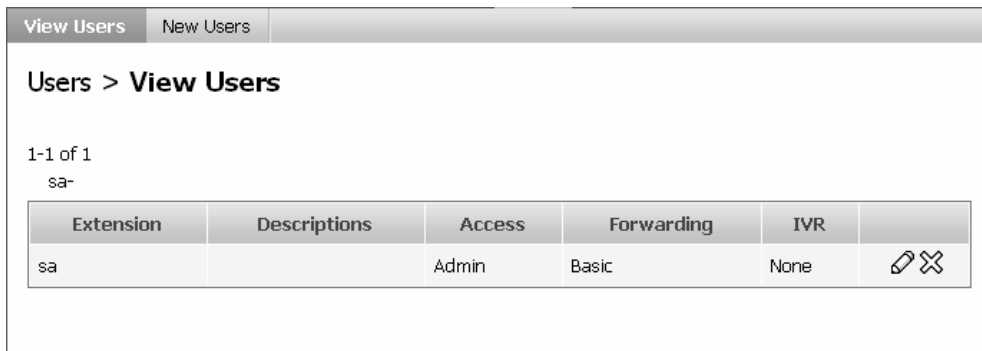 View Users New Users
Users > View Users
1-1 of 1
sa-
Extension Descriptions Access Forwarding IVR
sa Admin Basic None